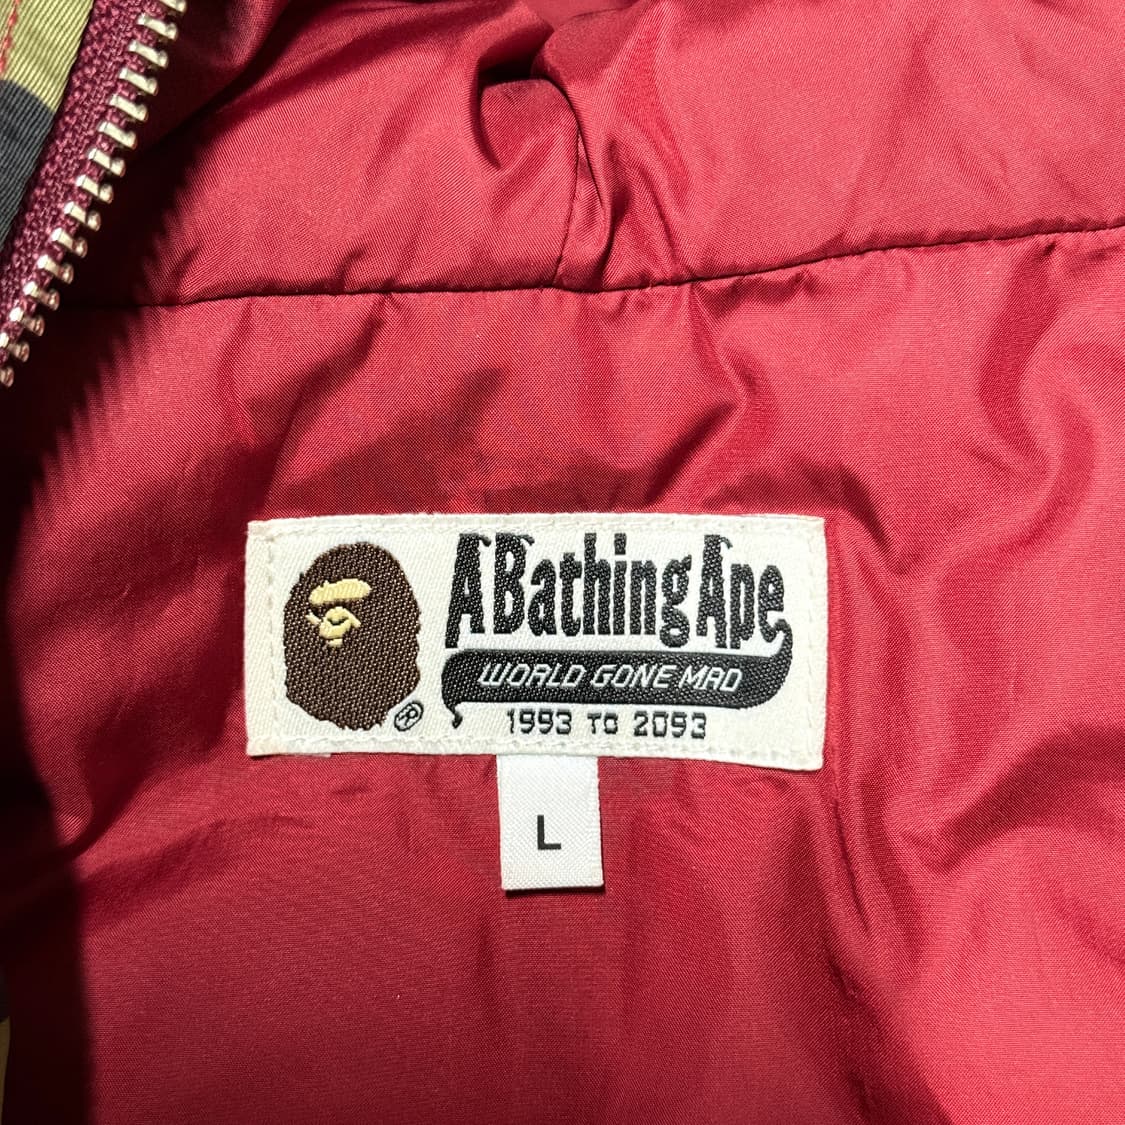 A Bathing Ape
WORLD GONE MAD
®
1993 TO 2093
L